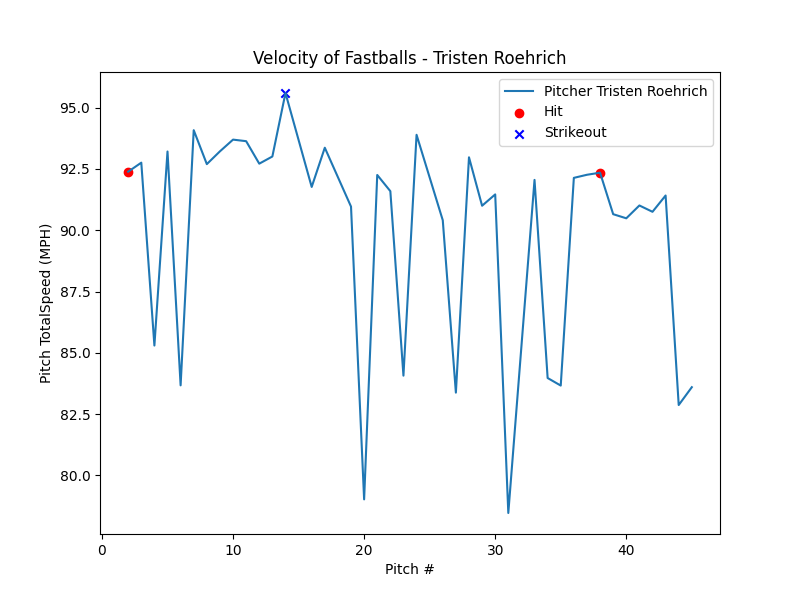 Velocity of Fastballs - Tristen Roehrich
Pitcher Tristen Roehrich
Hit
Strikeout
95.0
92.5
90.0
87.5
85.0
82.5
80.0
Pitch TotalSpeed (MPH)
0 10 20 30 40
Pitch #